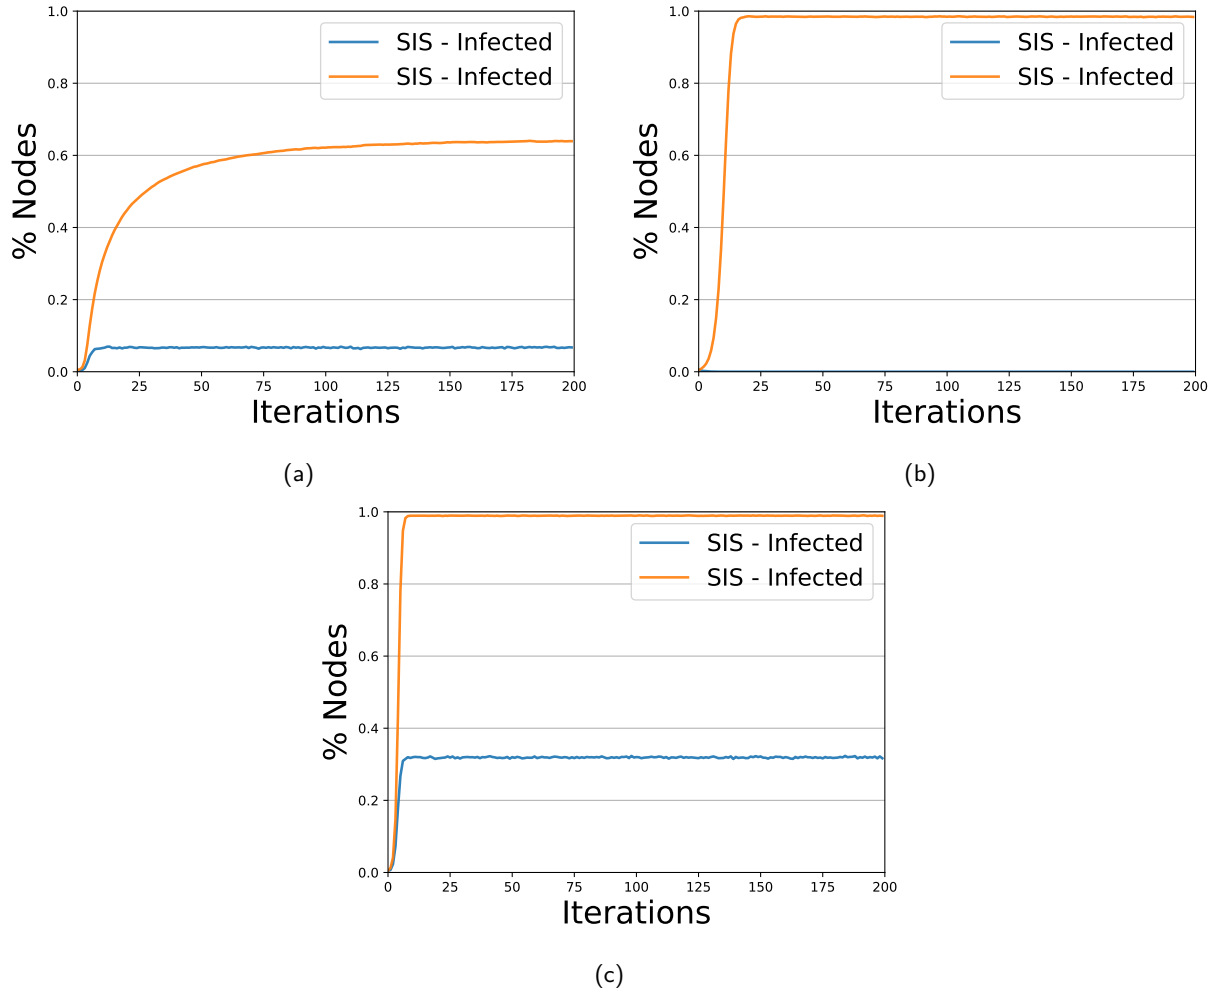 1.0
0.8
0.6
0.4
0.2
0.0
% Nodes
SIS - Infected
SIS - Infected
0 25 50 75 100 125 150 175 200
Iterations
(a)
1.0
0.8
0.6
0.4
0.2
0.0
% Nodes
SIS - Infected
SIS - Infected
0 25 50 75 100 125 150 175 200
Iterations
(b)
1.0
0.8
0.6
0.4
0.2
0.0
% Nodes
SIS - Infected
SIS - Infected
0 25 50 75 100 125 150 175 200
Iterations
(c)